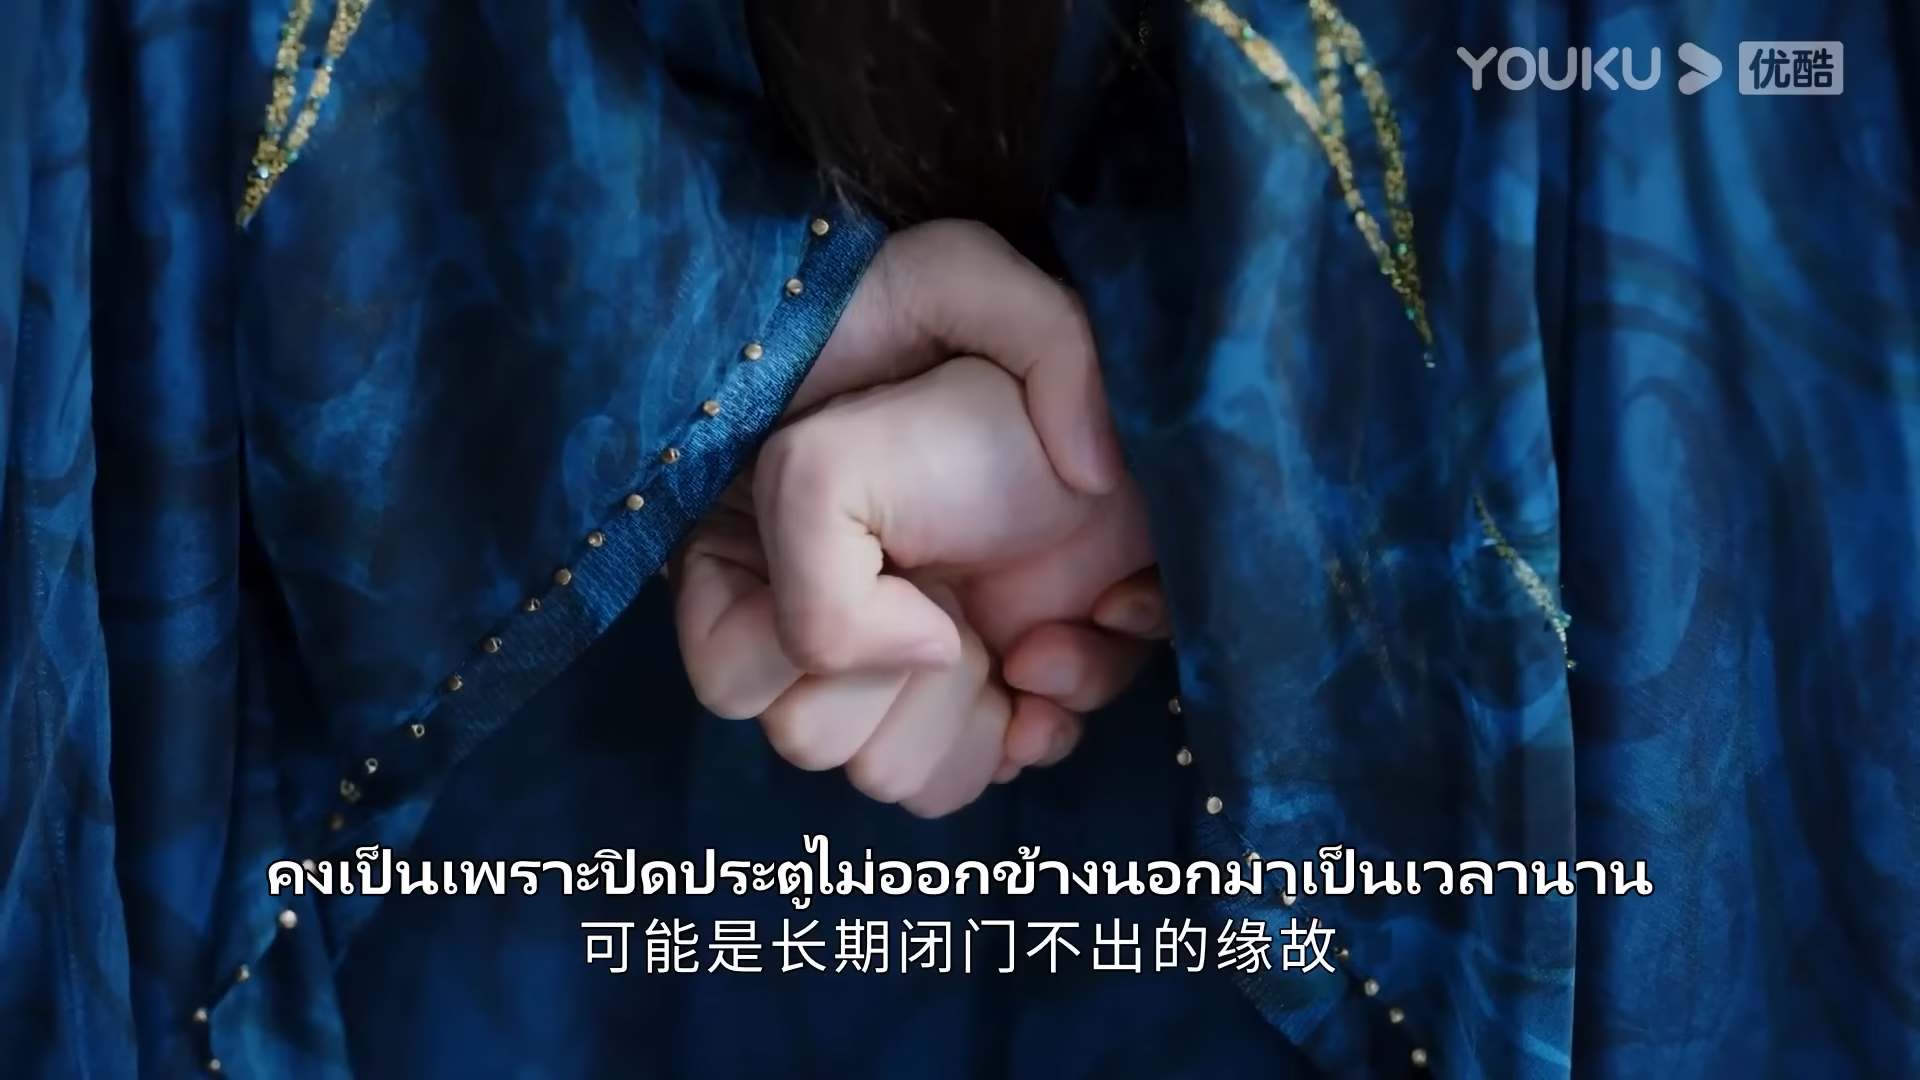 YOUKU 优酷
คงเป็นเพราะปิดประตูไม่ออกข้างนอกมาเป็นเวลานาน
可能是长期闭门不出的缘故